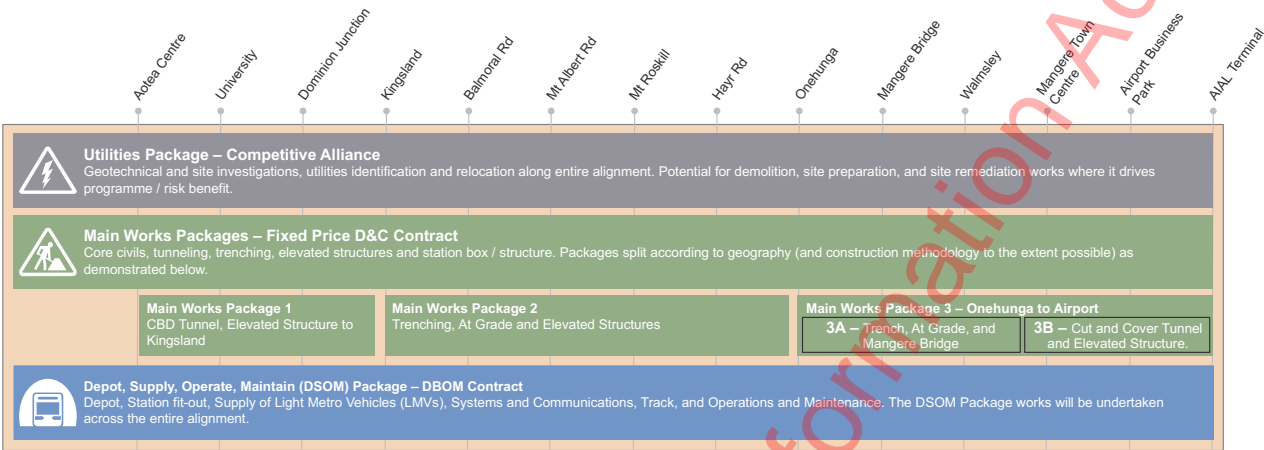 Aotea Centre
University
Dominion Junction
Kingsland
Balmoral Rd
Mt Albert Rd
Mt Roskill
Hayr Rd
Onehunga
Mangere Bridge
Walmsley
Mangere Town
Centre
Airport Business
Park
AIAL Terminal
Utilities Package – Competitive Alliance
Geotechnical and site investigations, utilities identification and relocation along entire alignment. Potential for demolition, site preparation, and site remediation works where it drives
programme / risk benefit.
Main Works Packages – Fixed Price D&C Contract
Core civils, tunneling, trenching, elevated structures and station box / structure. Packages split according to geography (and construction methodology to the extent possible) as
demonstrated below.
Main Works Package 1
CBD Tunnel, Elevated Structure to
Kingsland
Main Works Package 2
Trenching, At Grade and Elevated Structures
Main Works Package 3 – Onehunga to Airport
3A – Trench, At Grade, and
Mangere Bridge
3B – Cut and Cover Tunnel
and Elevated Structure.
Depot, Supply, Operate, Maintain (DSOM) Package – DBOM Contract
Depot, Station fit-out, Supply of Light Metro Vehicles (LMVs), Systems and Communications, Track, and Operations and Maintenance. The DSOM Package works will be undertaken
across the entire alignment.